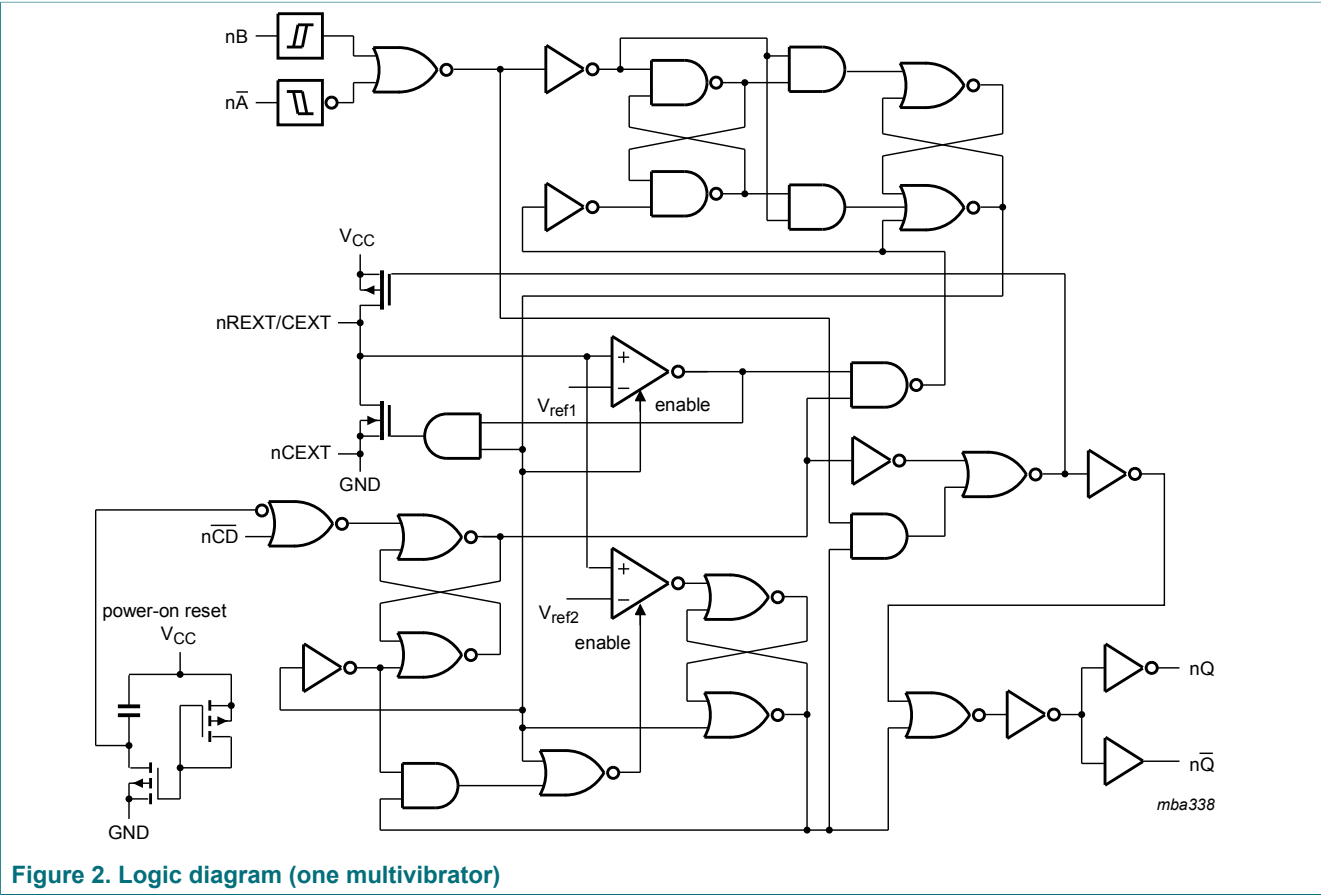 nB
nA̅
VCC
nREXT/CEXT
+
−
Vref1
enable
nCEXT
GND
nC̅D̅
+
−
Vref2
enable
power-on reset
VCC
GND
nQ
nQ̅
mba338
Figure 2. Logic diagram (one multivibrator)